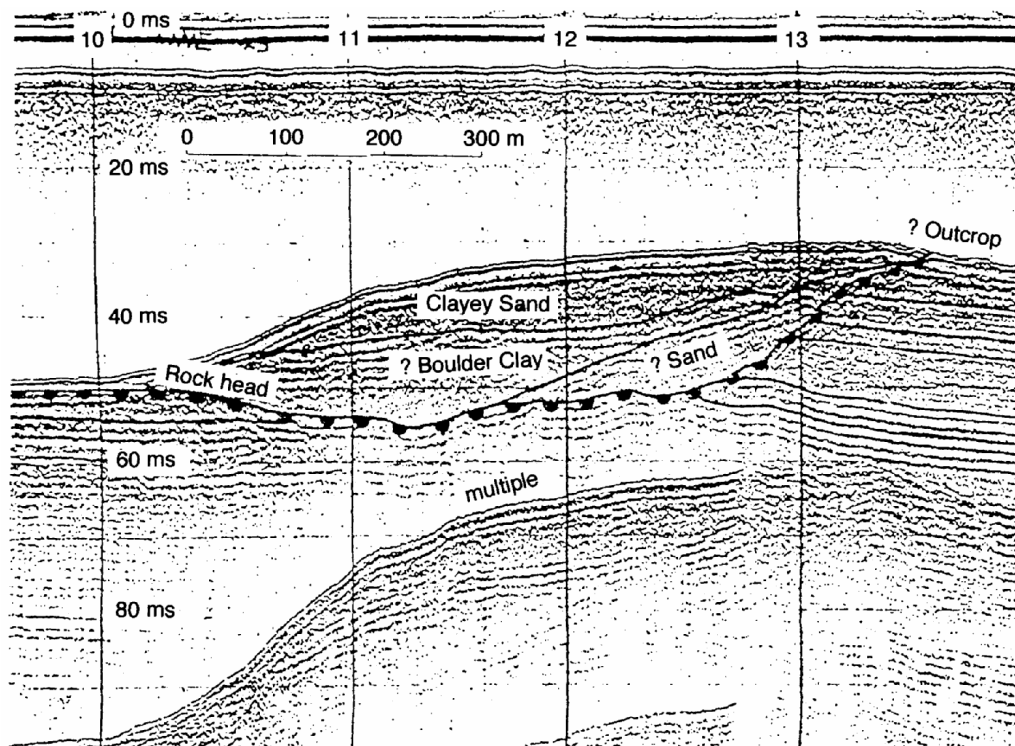 0 ms
10 11 12 13
0 100 200 300 m
20 ms
? Outcrop
40 ms
Clayey Sand
? Boulder Clay
? Sand
Rock head
60 ms
multiple
80 ms